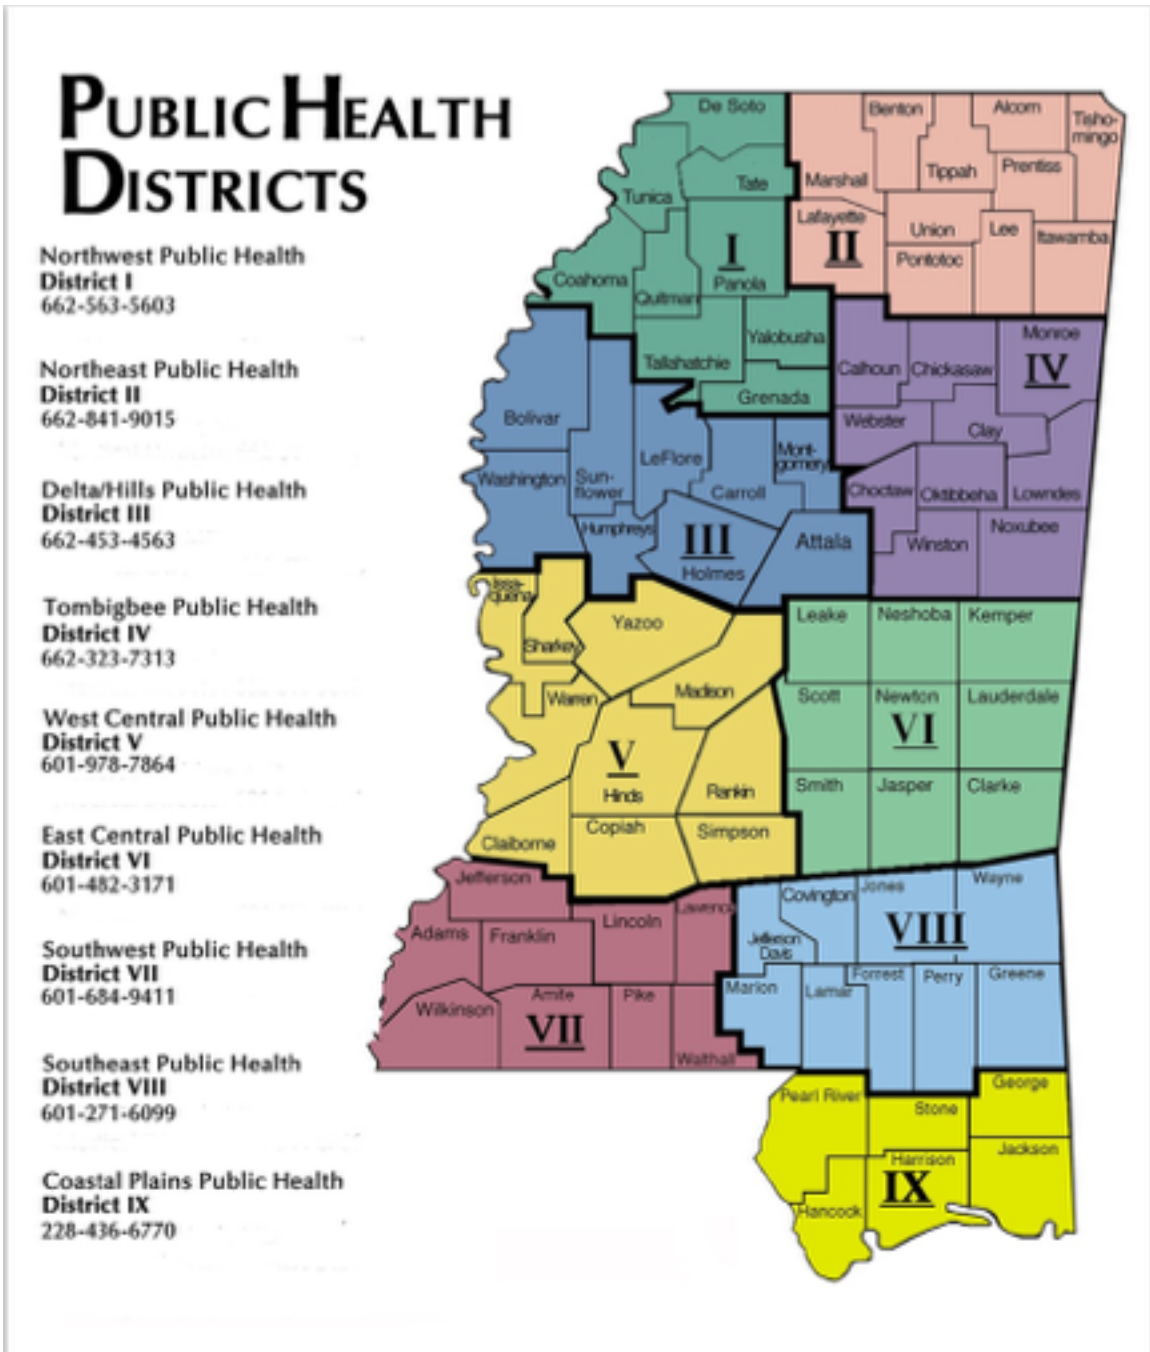 PUBLIC HEALTH
DISTRICTS
Northwest Public Health
District I
662-563-5603
Northeast Public Health
District II
662-841-9015
Delta/Hills Public Health
District III
662-453-4563
Tombigbee Public Health
District IV
662-323-7313
West Central Public Health
District V
601-978-7864
East Central Public Health
District VI
601-482-3171
Southwest Public Health
District VII
601-684-9411
Southeast Public Health
District VIII
601-271-6099
Coastal Plains Public Health
District IX
228-436-6770
De Soto
Tunica
Tate
I
Coahoma
Quitman
Panola
Tallahatchie
Yalobusha
Grenada
Benton
Alcorn
Tisho-
mingo
Marshall
Tippah
Prentiss
Lafayette
II
Union
Lee
Itawamba
Pontotoc
Monroe
Calhoun
Chickasaw
IV
Webster
Clay
Choctaw
Oktibbeha
Lowndes
Winston
Noxubee
Bolivar
Washington
Sun-
flower
LeFlore
Carroll
Mont-
gomery
Humphreys
III
Holmes
Attala
Issa-
quena
Sharkey
Yazoo
Warren
Madison
V
Hinds
Rankin
Claiborne
Copiah
Simpson
Leake
Neshoba
Kemper
Scott
Newton
Lauderdale
VI
Smith
Jasper
Clarke
Jefferson
Adams
Franklin
Lincoln
Lawrence
Wilkinson
Amite
Pike
Walthall
VII
Covington
Jones
Wayne
VIII
Jefferson
Davis
Marion
Lamar
Forrest
Perry
Greene
Pearl River
Stone
George
Harrison
Jackson
IX
Hancock